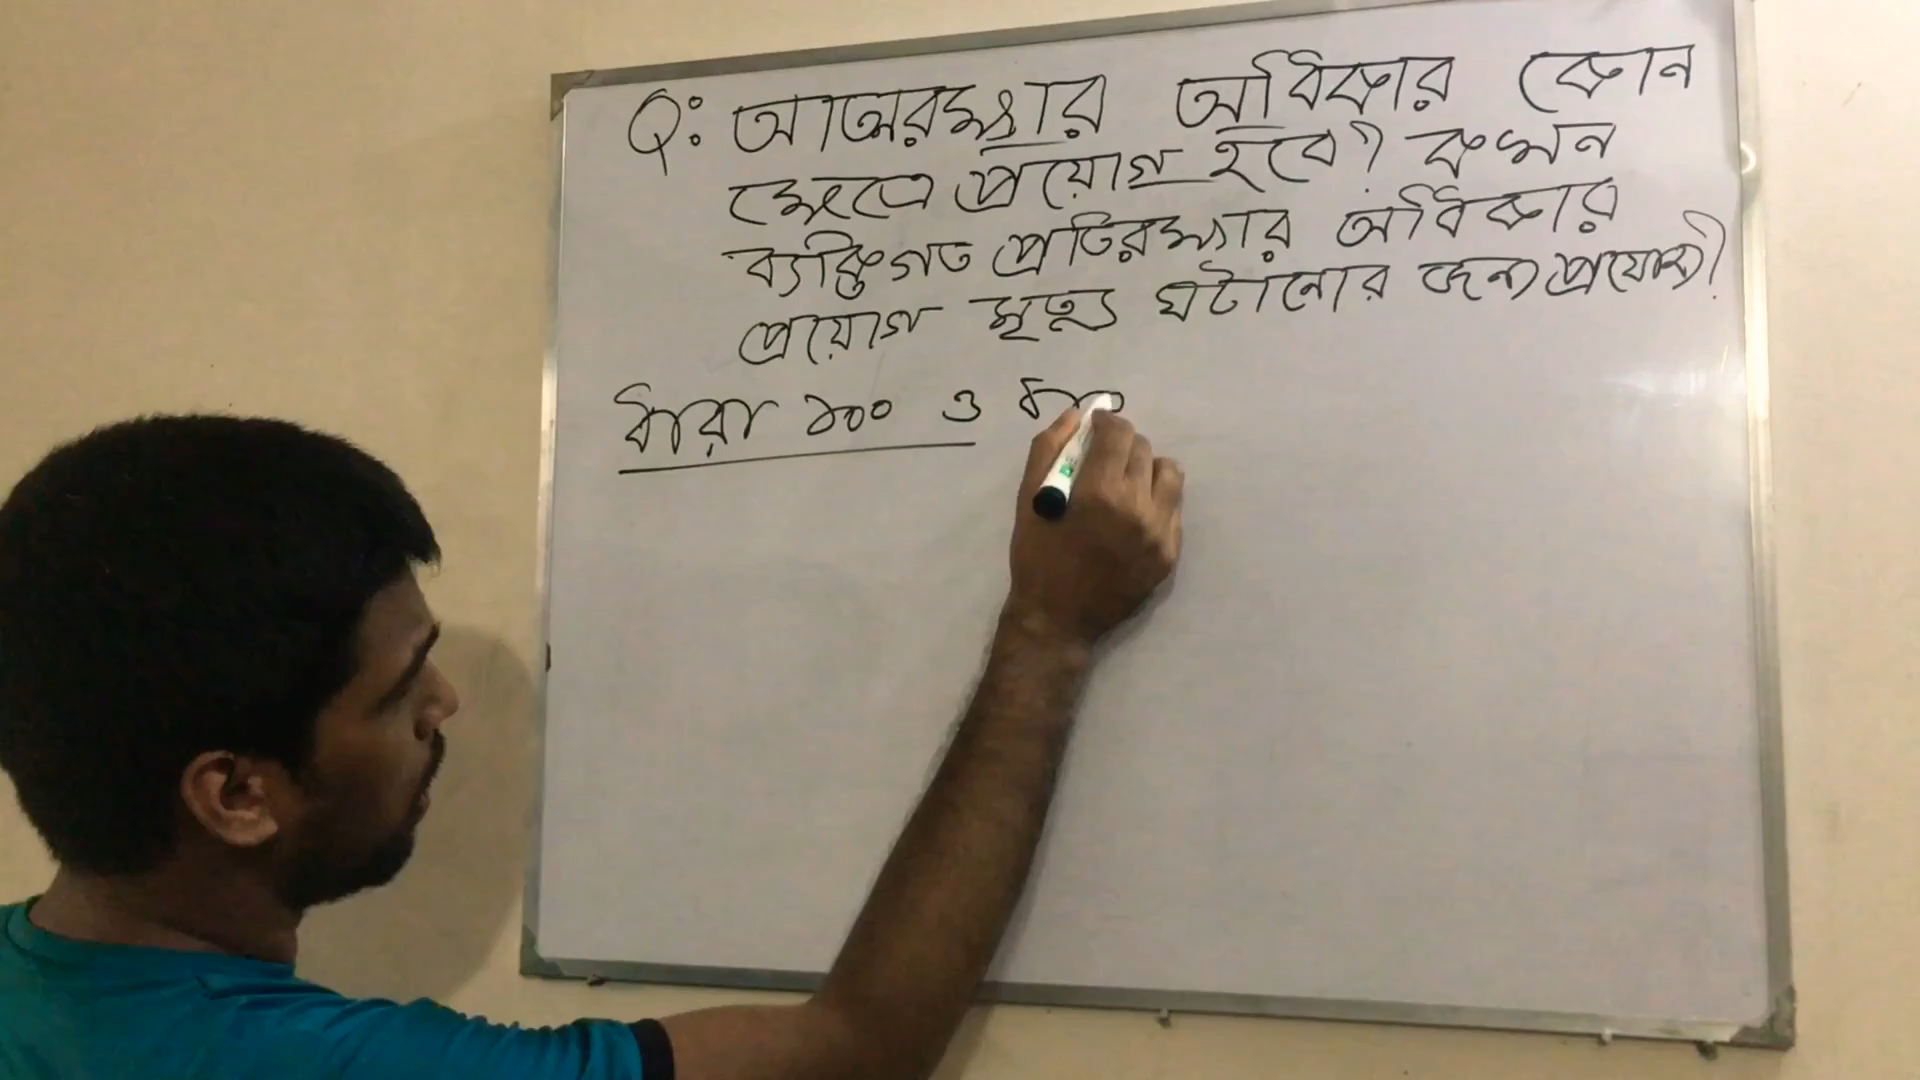 Q: আত্মরক্ষার অধিকার কোন
ক্ষেত্রে প্রয়োগ হবে? কখন
ব্যক্তিগত প্রতিরক্ষার অধিকার
প্রয়োগ মৃত্যু ঘটানোর জন্য প্রযোজ্য?
ধারা ১০০ ও